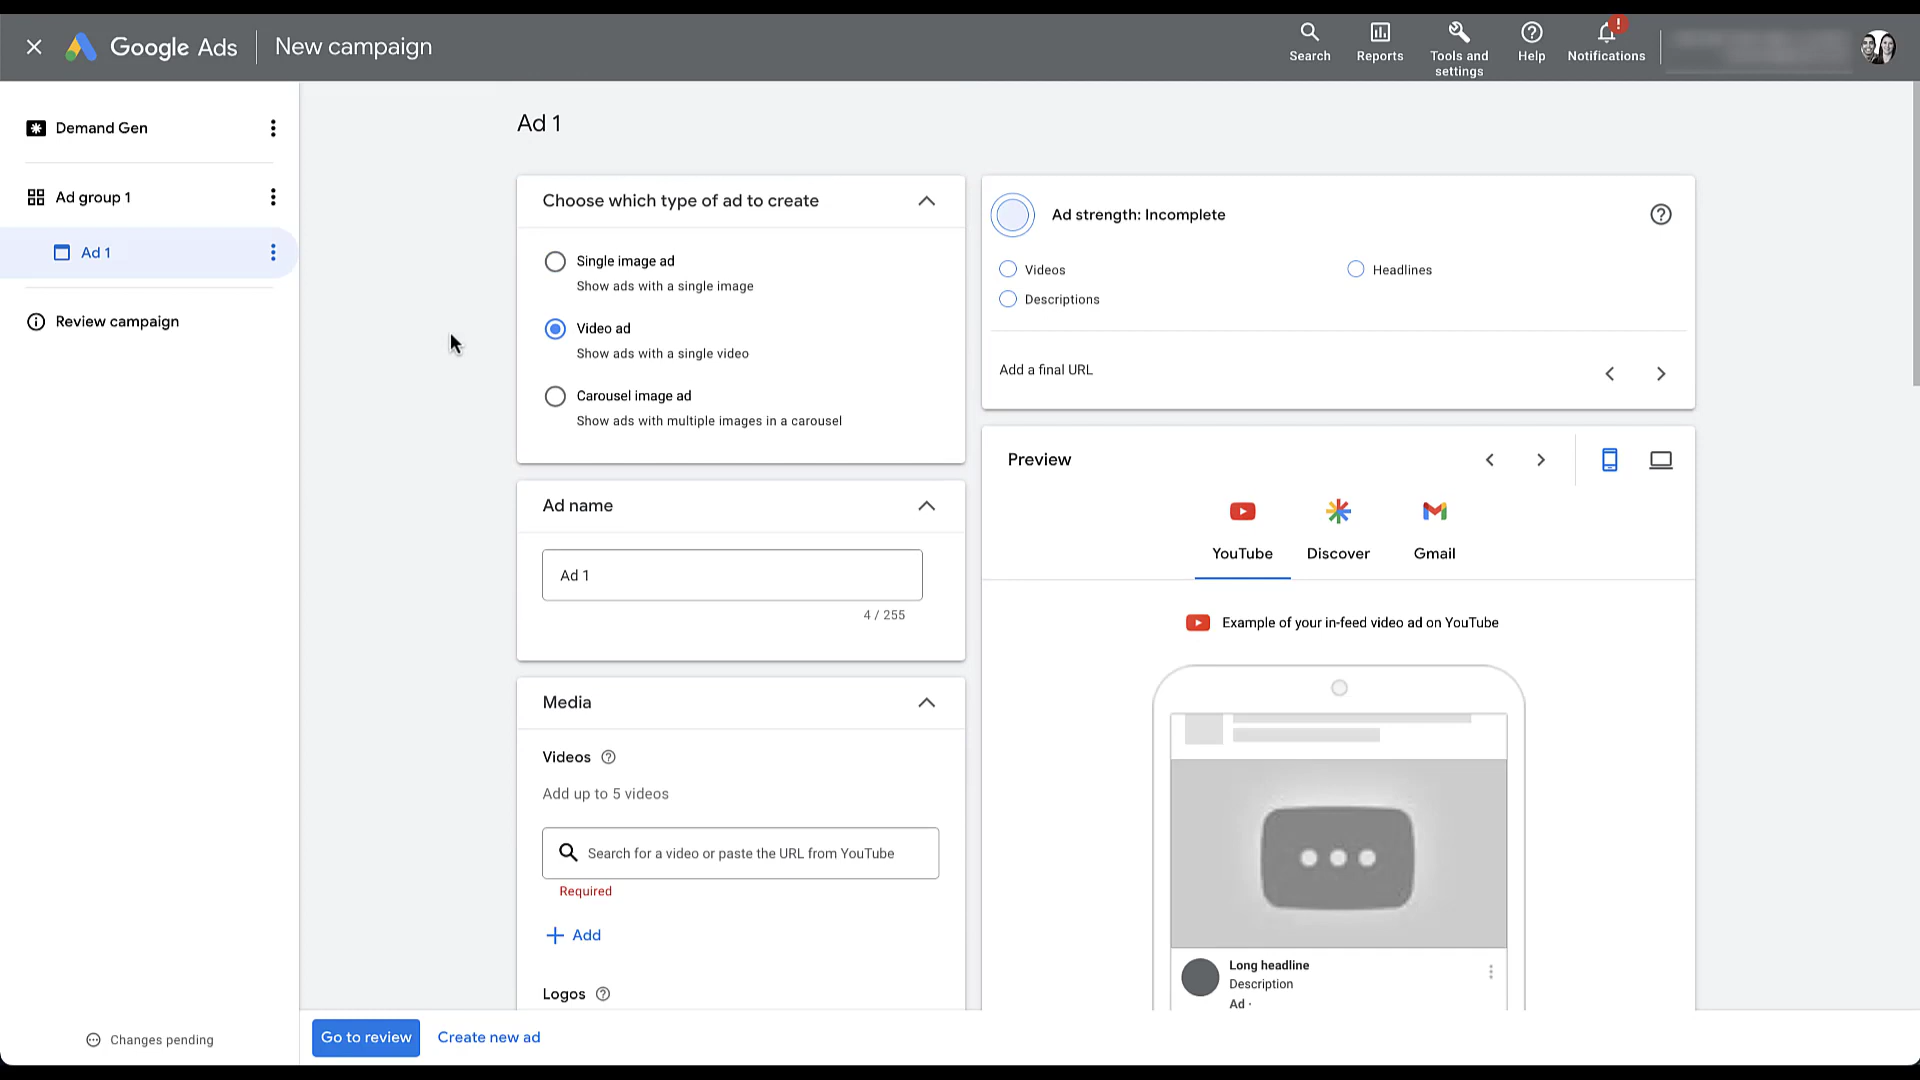 Google Ads
New campaign
Search
Reports
Tools and
settings
Help
!
Notifications
Demand Gen
Ad group 1
Ad 1
Review campaign
Changes pending
Ad 1
Choose which type of ad to create
Single image ad
Show ads with a single image
Video ad
Show ads with a single video
Carousel image ad
Show ads with multiple images in a carousel
Ad name
Ad 1
4 / 255
Media
Videos
Add up to 5 videos
Search for a video or paste the URL from YouTube
Required
+ Add
Logos
Ad strength: Incomplete
Videos
Headlines
Descriptions
Add a final URL
Preview
YouTube
Discover
Gmail
Example of your in-feed video ad on YouTube
Long headline
Description
Ad ·
Go to review
Create new ad